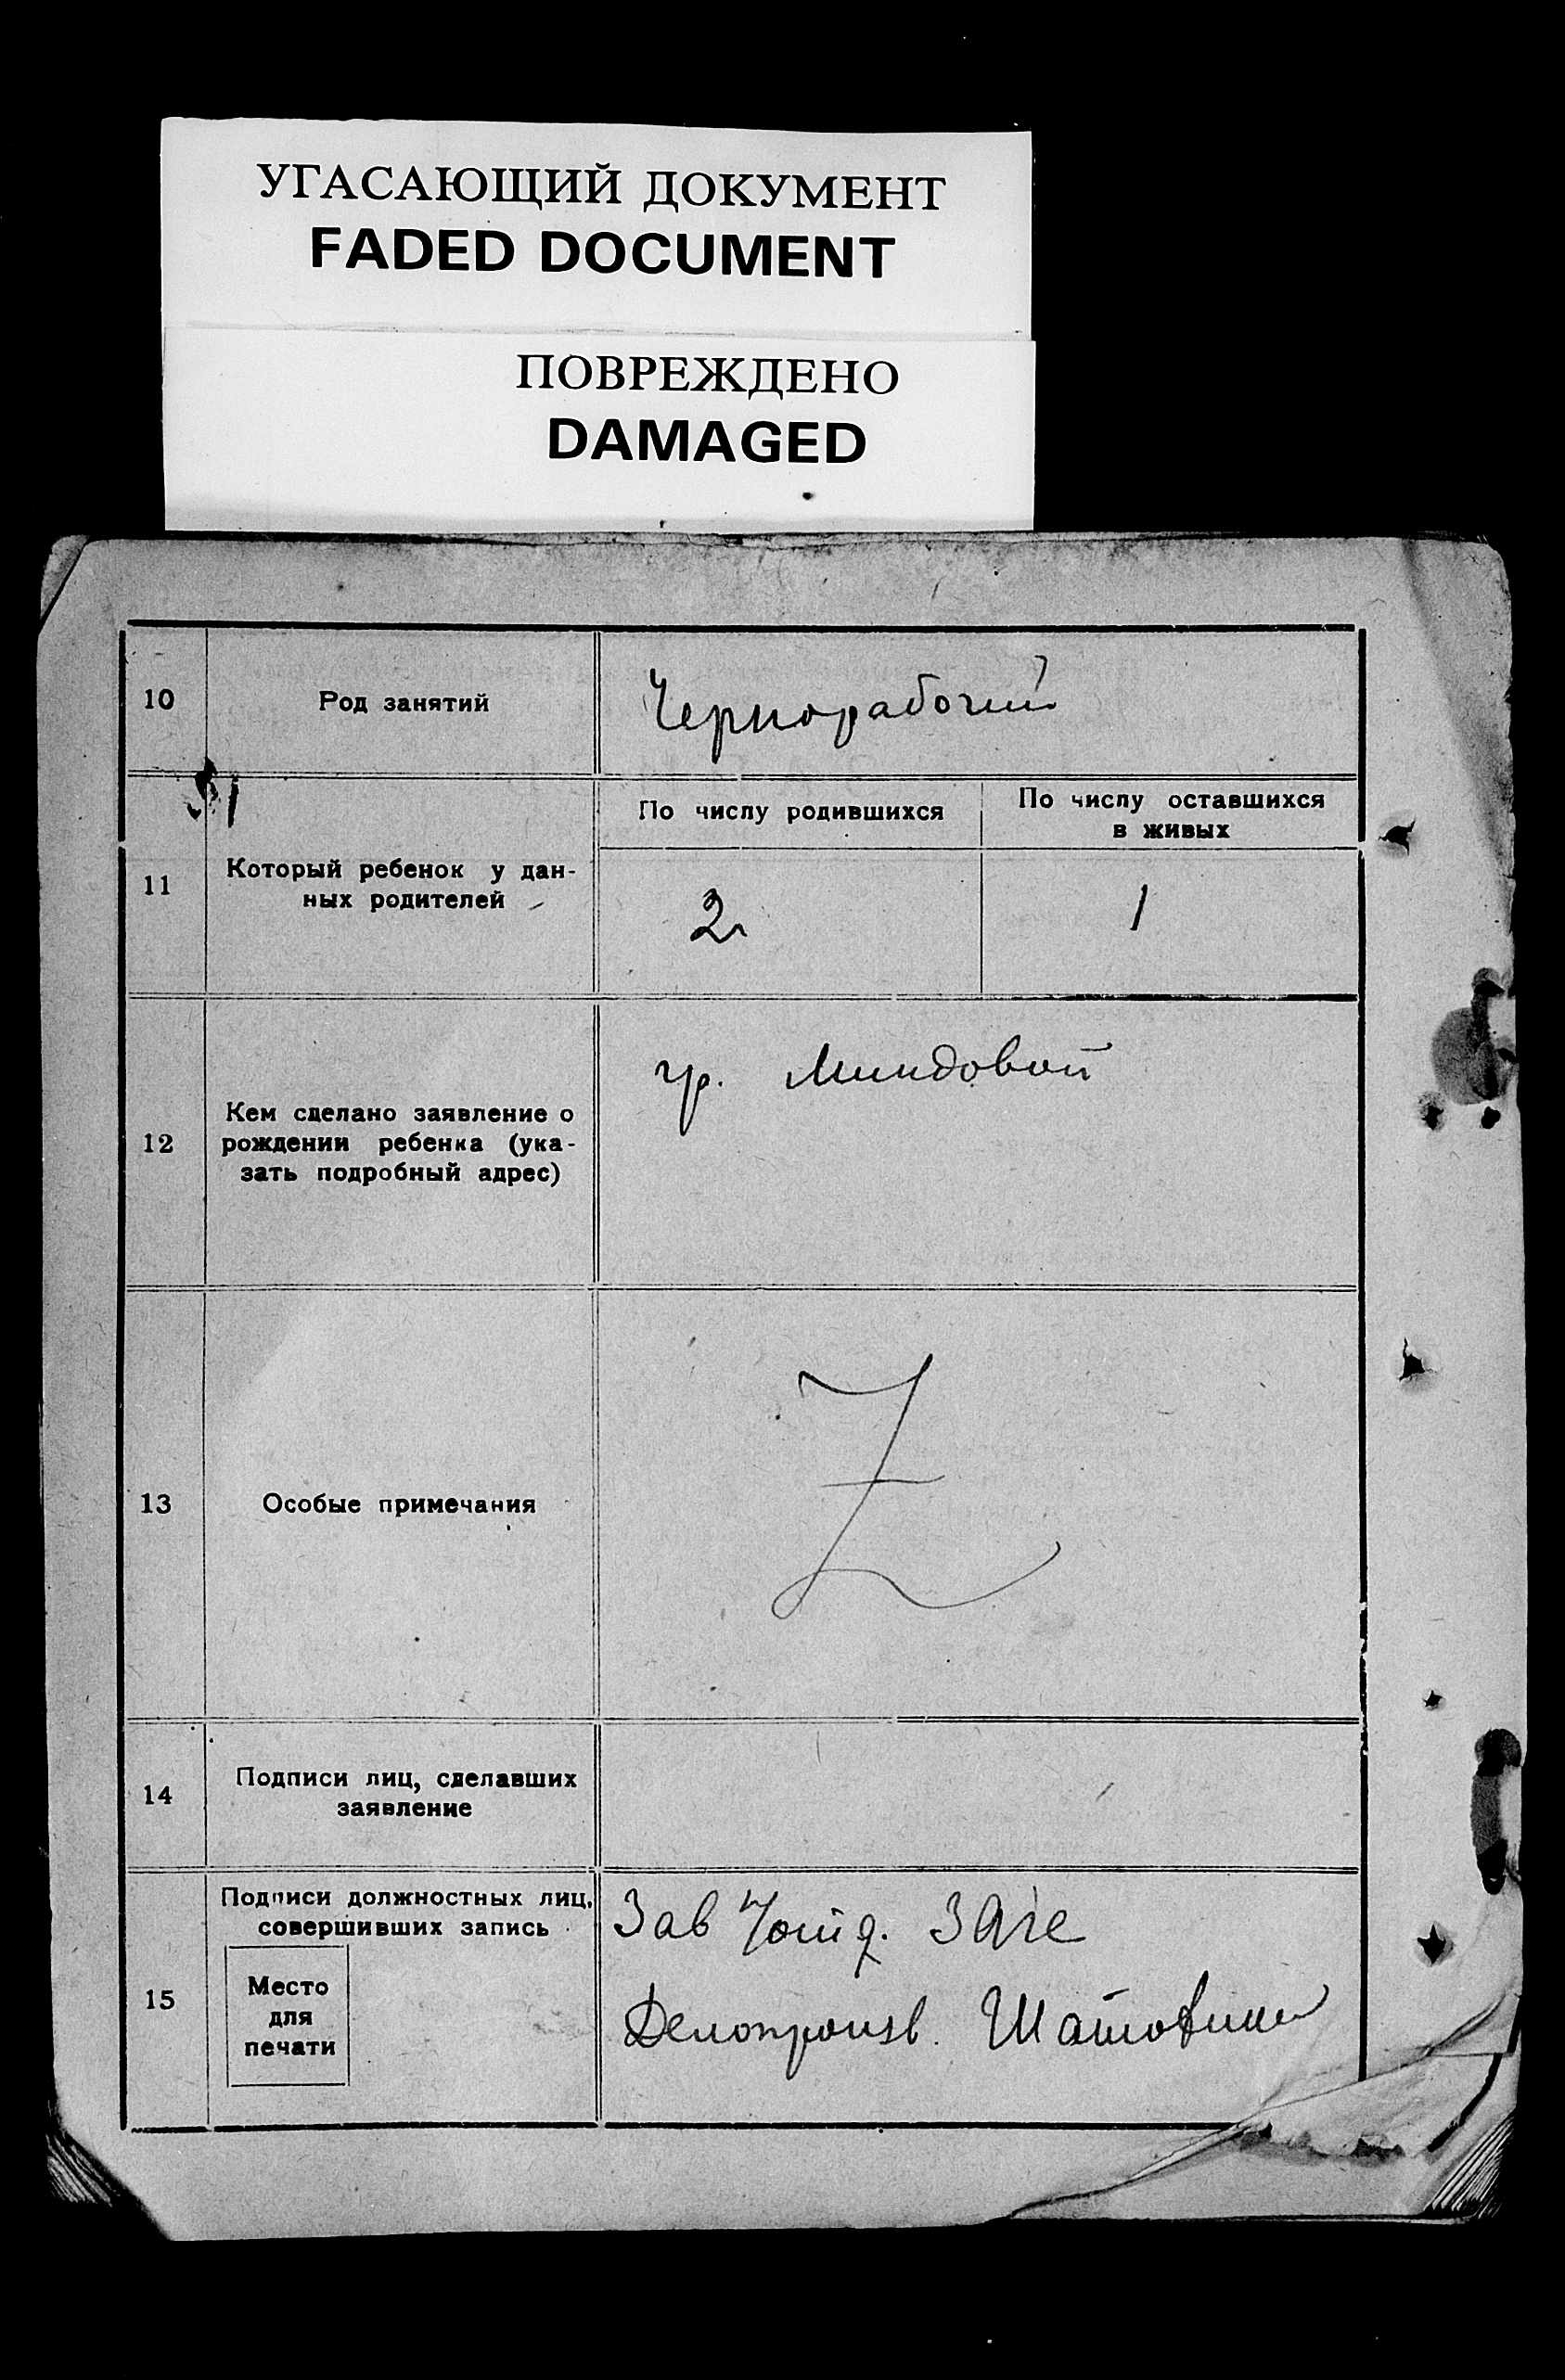 УГАСАЮЩИЙ ДОКУМЕНТ
FADED DOCUMENT
ПОВРЕЖДЕНО
DAMAGED
10
Род занятий
Чернорабочий
11
Который ребенок у дан-
ных родителей
По числу родившихся
По числу оставшихся
в живых
2
1
12
Кем сделано заявление о
рождении ребенка (ука-
зать подробный адрес)
гр. Миндовой
13
Особые примечания
Z
14
Подписи лиц, сделавших
заявление
15
Подписи должностных лиц,
совершивших запись
Место
для
печати
Зав
Делопроизв.